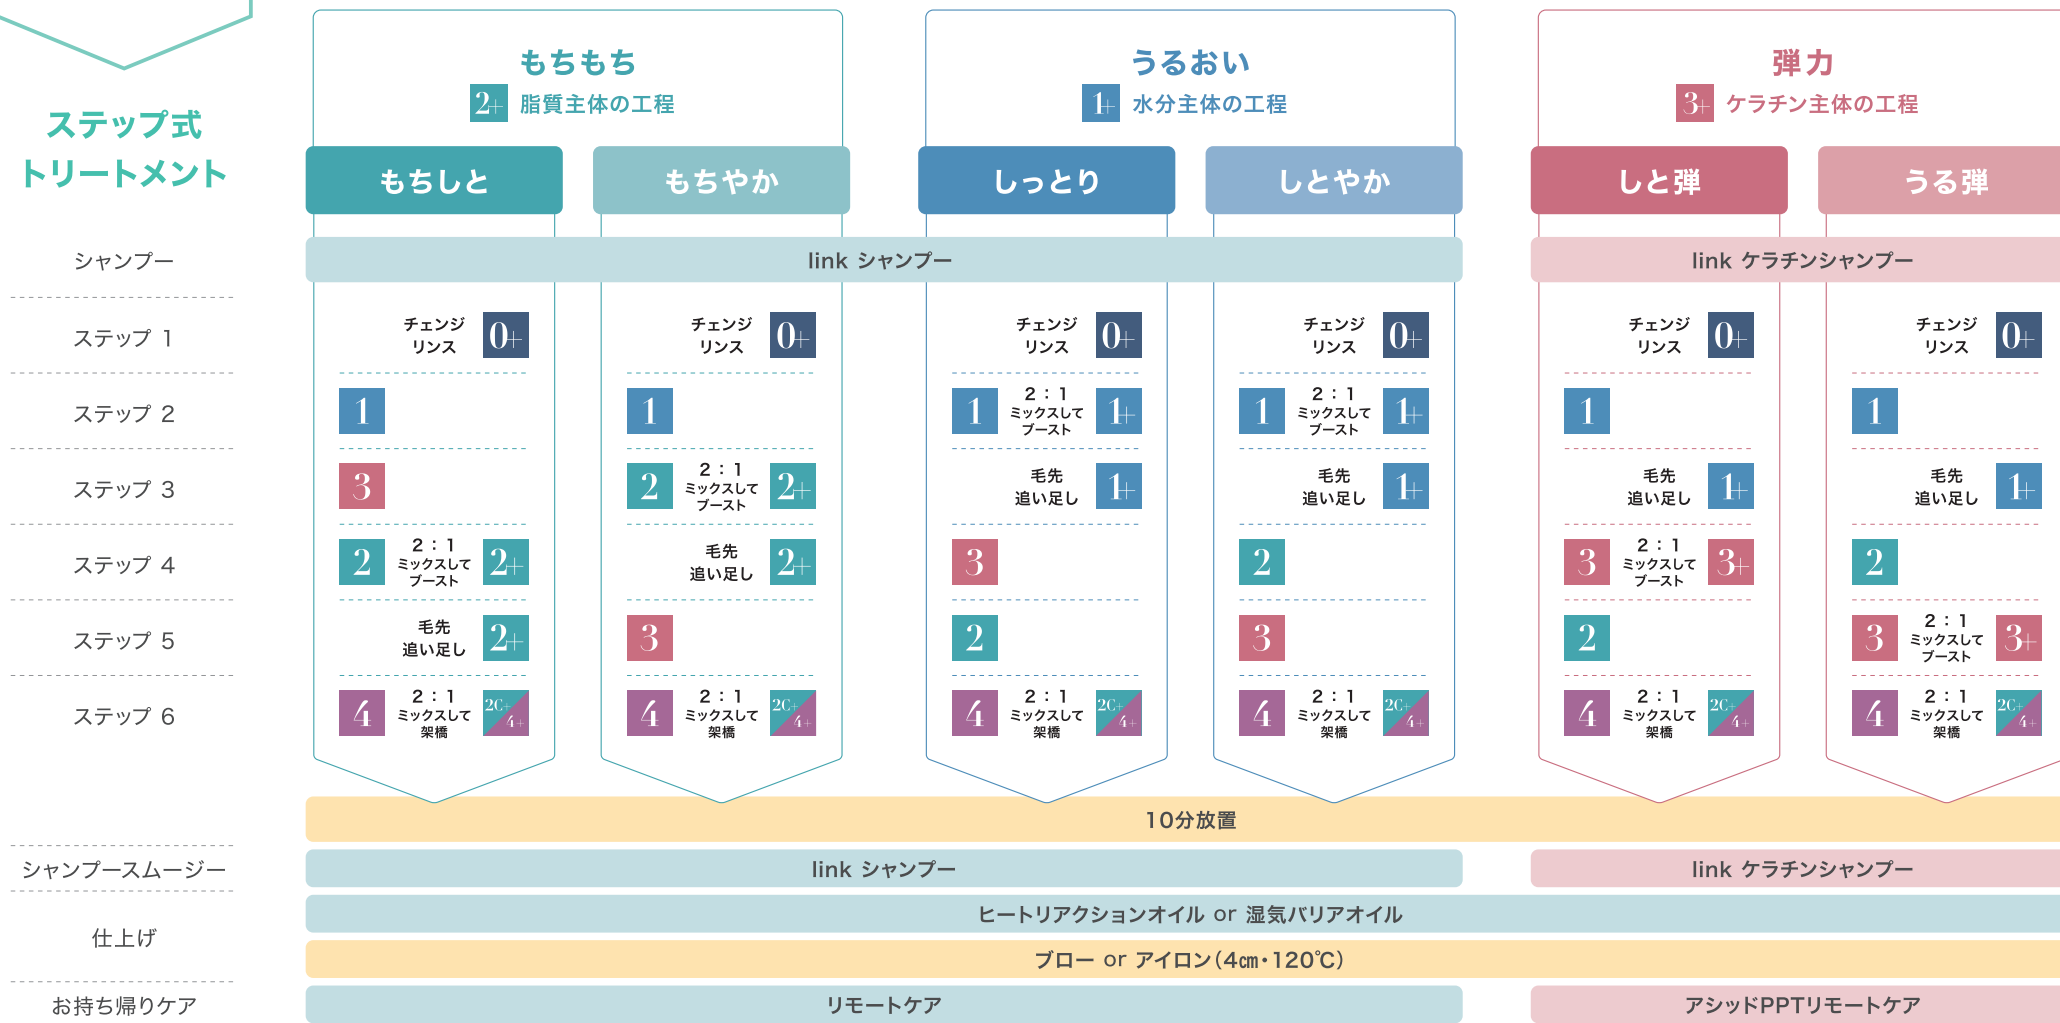 ステップ式
トリートメント
もちもち
2+ 脂質主体の工程
うるおい
1+ 水分主体の工程
弾力
3+ ケラチン主体の工程
もちしと もちやか しっとり しとやか しと弾 うる弾
シャンプー link シャンプー link ケラチンシャンプー
ステップ 1
チェンジ
リンス 0+
チェンジ
リンス 0+
チェンジ
リンス 0+
チェンジ
リンス 0+
チェンジ
リンス 0+
チェンジ
リンス 0+
ステップ 2
1
1
1 2:1 1+
ミックスして
ブースト
1 2:1 1+
ミックスして
ブースト
1
1
ステップ 3
3
2 2:1 2+
ミックスして
ブースト
毛先
追い足し 1+
毛先
追い足し 1+
毛先
追い足し 1+
毛先
追い足し 1+
ステップ 4
2 2:1 2+
ミックスして
ブースト
毛先
追い足し 2+
3
2
3 2:1 3+
ミックスして
ブースト
2
ステップ 5
毛先
追い足し 2+
3
2
3
2
3 2:1 3+
ミックスして
ブースト
ステップ 6
4 2:1 2C+ 4+
ミックスして
架橋
4 2:1 2C+ 4+
ミックスして
架橋
4 2:1 2C+ 4+
ミックスして
架橋
4 2:1 2C+ 4+
ミックスして
架橋
4 2:1 2C+ 4+
ミックスして
架橋
4 2:1 2C+ 4+
ミックスして
架橋
10分放置
シャンプースムージー link シャンプー link ケラチンシャンプー
仕上げ
ヒートリアクションオイル or 湿気バリアオイル
ブロー or アイロン(4㎝・120℃)
お持ち帰りケア リモートケア アシッドPPTリモートケア